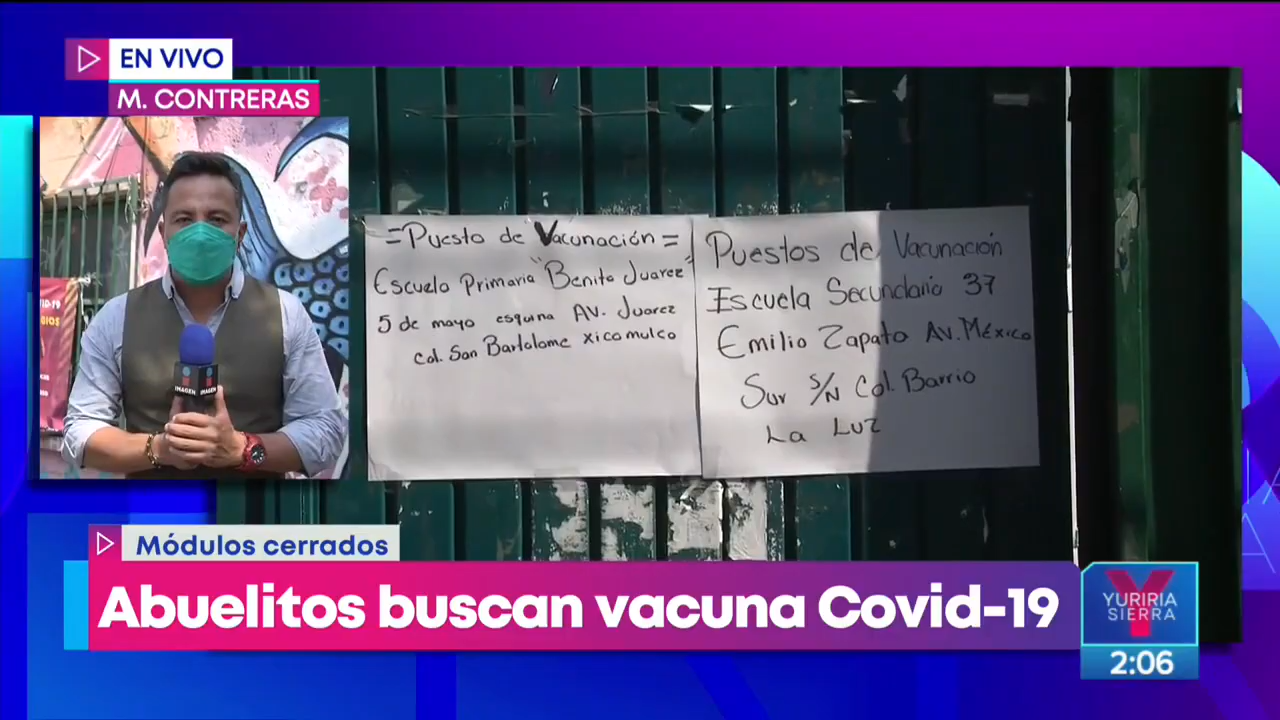 EN VIVO
M. CONTRERAS
=Puesto de Vacunación=
Escuela Primaria "Benito Juarez"
5 de mayo esquina AV. Juarez
Col. San Bartolome xicomulco
Puestos de Vacunación
Escuela Secundaria 37
Emilio Zapata AV. México
Sur S/N Col. Barrio
La Luz
IMAGEN
Módulos cerrados
Abuelitos buscan vacuna Covid-19
YURIRIA
SIERRA
2:06